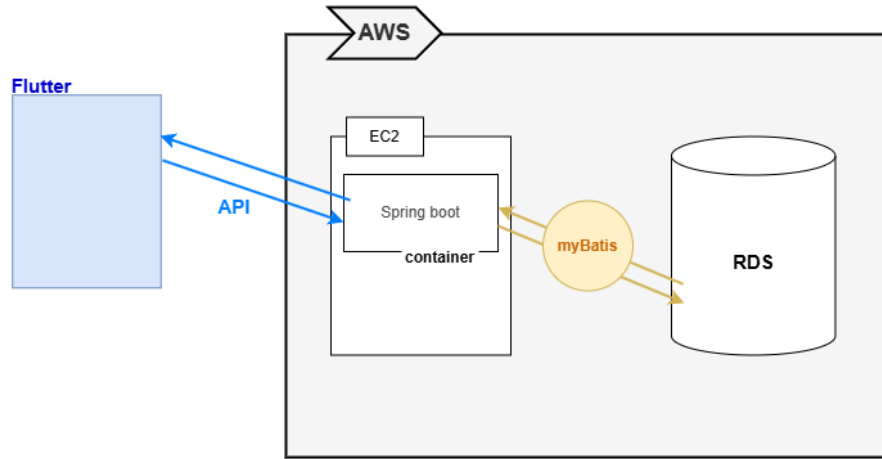 AWS
Flutter
EC2
API
Spring boot
container
myBatis
RDS